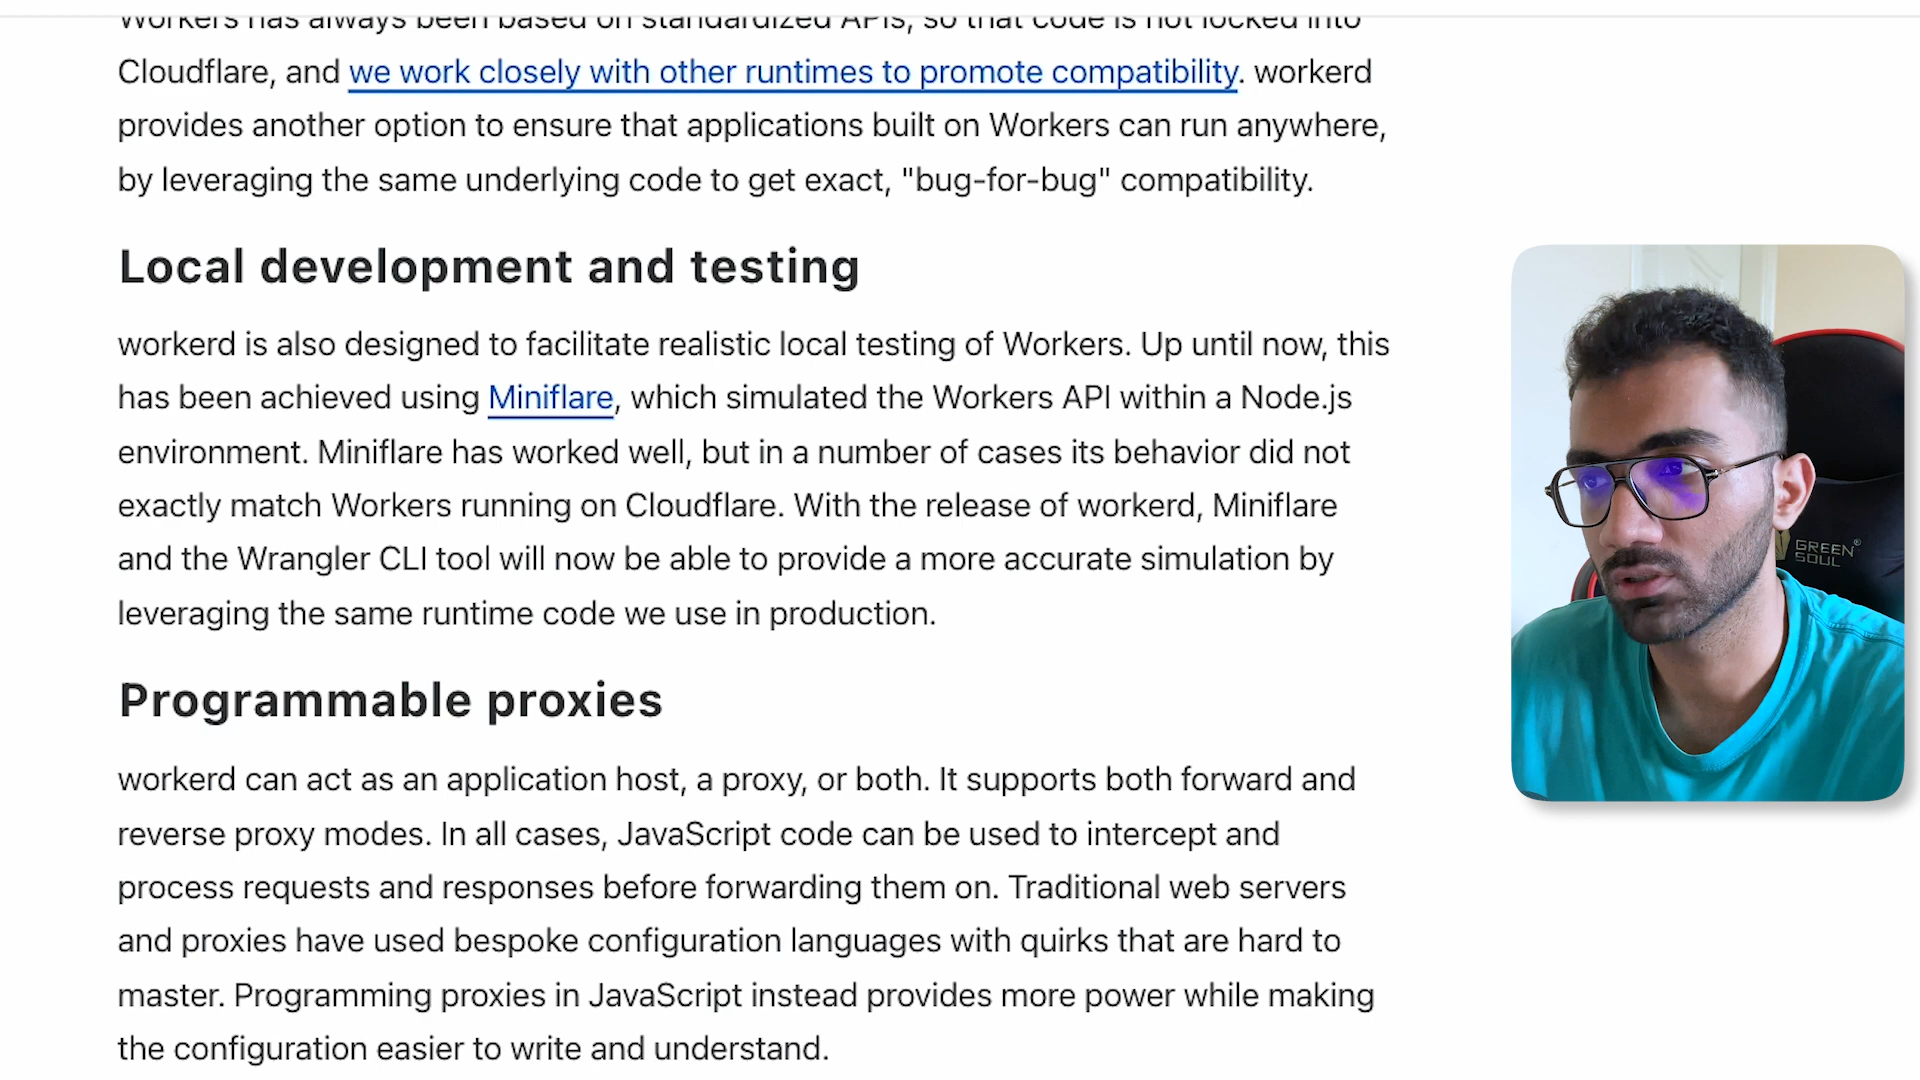 Workers has always been based on standardized APIs, so that code is not locked into
Cloudflare, and we work closely with other runtimes to promote compatibility. workerd
provides another option to ensure that applications built on Workers can run anywhere,
by leveraging the same underlying code to get exact, "bug-for-bug" compatibility.
Local development and testing
workerd is also designed to facilitate realistic local testing of Workers. Up until now, this
has been achieved using Miniflare, which simulated the Workers API within a Node.js
environment. Miniflare has worked well, but in a number of cases its behavior did not
exactly match Workers running on Cloudflare. With the release of workerd, Miniflare
and the Wrangler CLI tool will now be able to provide a more accurate simulation by
leveraging the same runtime code we use in production.
Programmable proxies
workerd can act as an application host, a proxy, or both. It supports both forward and
reverse proxy modes. In all cases, JavaScript code can be used to intercept and
process requests and responses before forwarding them on. Traditional web servers
and proxies have used bespoke configuration languages with quirks that are hard to
master. Programming proxies in JavaScript instead provides more power while making
the configuration easier to write and understand.
GREEN
SOUL